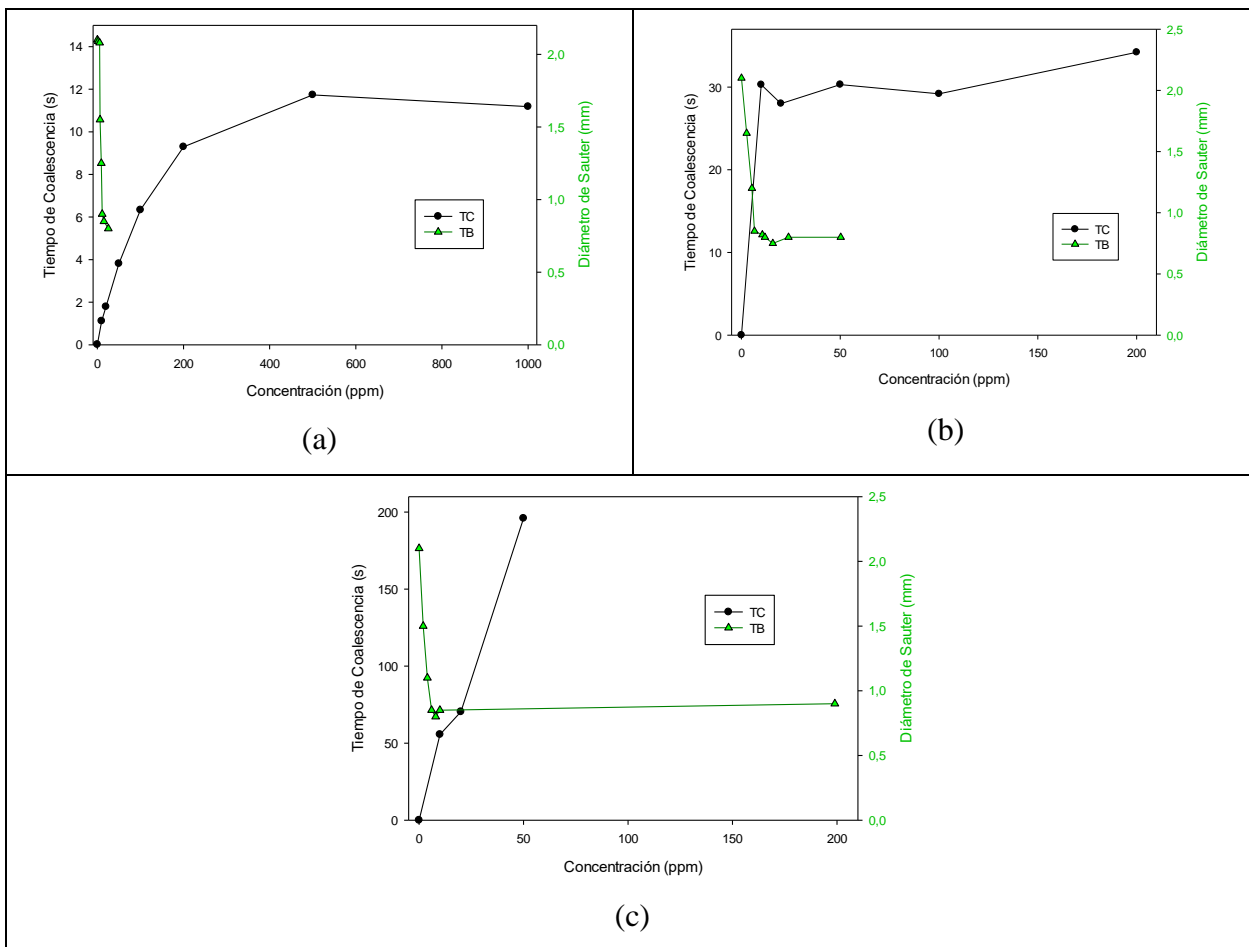 14
12
10
8
6
4
2
0
Tiempo de Coalescencia (s)
2,0
1,5
1,0
0,5
0,0
Diámetro de Sauter (mm)
TC
TB
0 200 400 600 800 1000
Concentración (ppm)
(a)
30
20
10
0
Tiempo de Coalescencia (s)
2,5
2,0
1,5
1,0
0,5
0,0
Diámetro de Sauter (mm)
TC
TB
0 50 100 150 200
Concentración (ppm)
(b)
200
150
100
50
0
Tiempo de Coalescencia (s)
2,5
2,0
1,5
1,0
0,5
0,0
Diámetro de Sauter (mm)
TC
TB
0 50 100 150 200
Concentración (ppm)
(c)